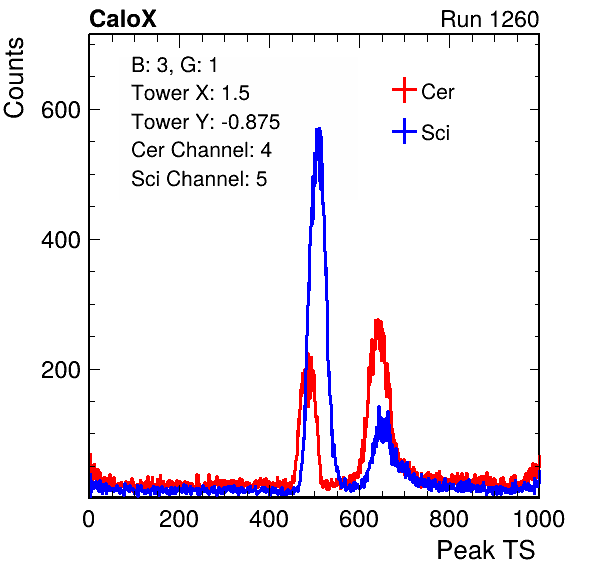 CaloX Run 1260
Counts
B: 3, G: 1
Tower X: 1.5
Tower Y: -0.875
Cer Channel: 4
Sci Channel: 5
Cer
Sci
600
400
200
0 200 400 600 800 1000
Peak TS